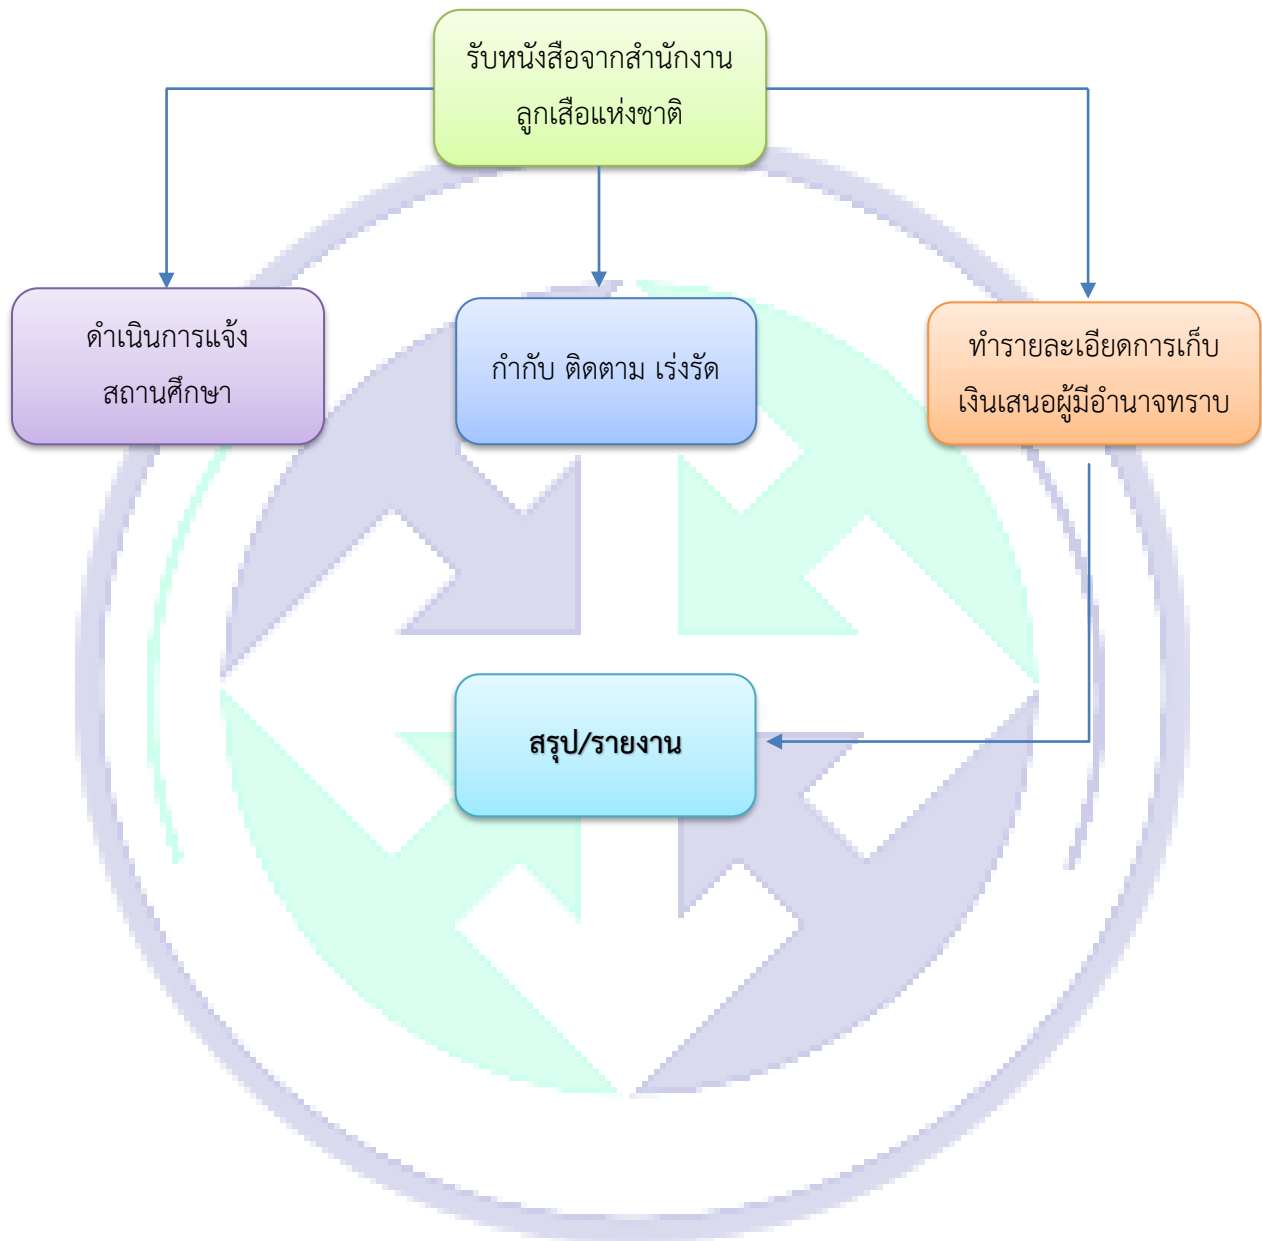 รับหนังสือจากสำนักงาน
ลูกเสือแห่งชาติ
ดำเนินการแจ้ง
สถานศึกษา
กำกับ ติดตาม เร่งรัด
ทำรายละเอียดการเก็บ
เงินเสนอผู้มีอำนาจทราบ
สรุป/รายงาน